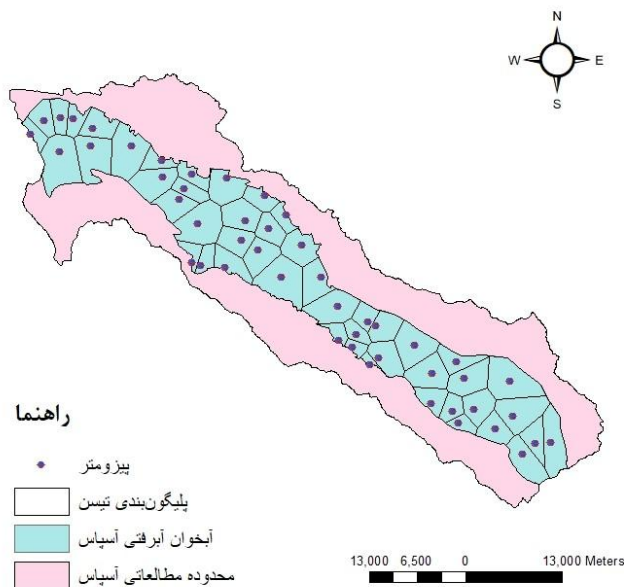 N
W E
S
راهنما
پیزومتر
پلیگون‌بندی تیسن
آبخوان آبرفتی آسپاس
محدوده مطالعاتی آسپاس
13,000 6,500 0 13,000 Meters